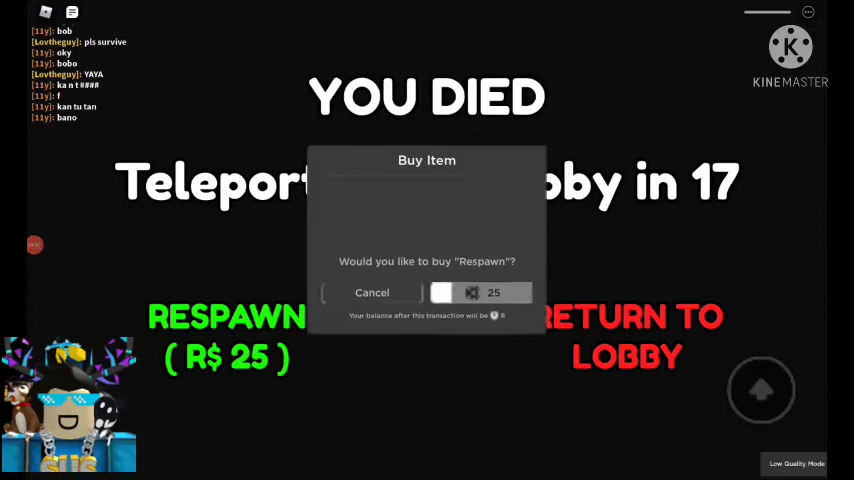 [11y]: bob
[Lovtheguy]: pls survive
[11y]: oky
[11y]: bobo
[Lovtheguy]: YAYA
[11y]: ka n t ####
[11y]: f
[11y]: kan tu tan
[11y]: bano
K
KINEMASTER
YOU DIED
Buy Item
Teleport oby in 17
Would you like to buy "Respawn"?
Cancel 25
Your balance after this transaction will be 8
RESPAWN
( R$ 25 )
RETURN TO
LOBBY
Low Quality Mode